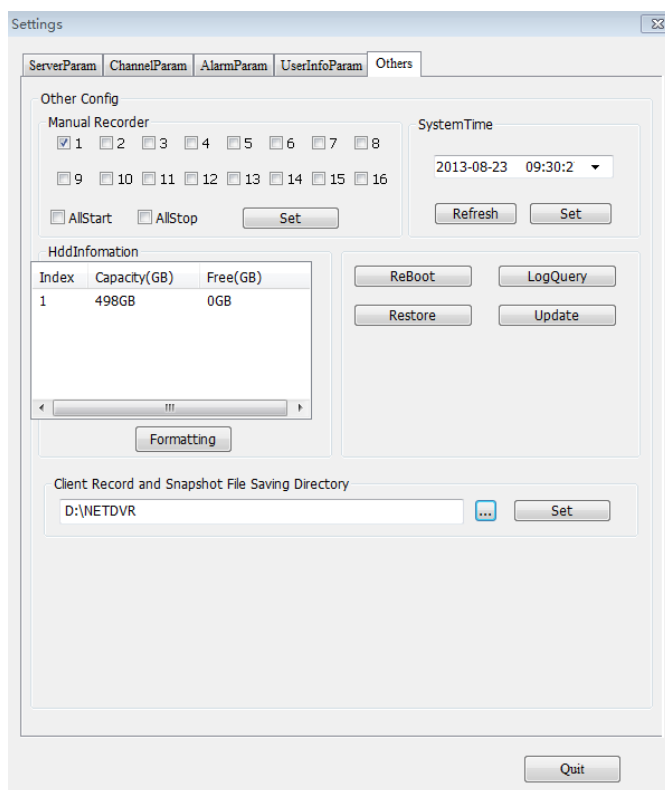 Settings
ServerParam ChannelParam AlarmParam UserInfoParam Others
Other Config
Manual Recorder
1 2 3 4 5 6 7 8
9 10 11 12 13 14 15 16
AllStart AllStop Set
SystemTime
2013-08-23 09:30:2
Refresh Set
HddInfomation
Index Capacity(GB) Free(GB)
1 498GB 0GB
Formatting
ReBoot LogQuery
Restore Update
Client Record and Snapshot File Saving Directory
D:\NETDVR ... Set
Quit